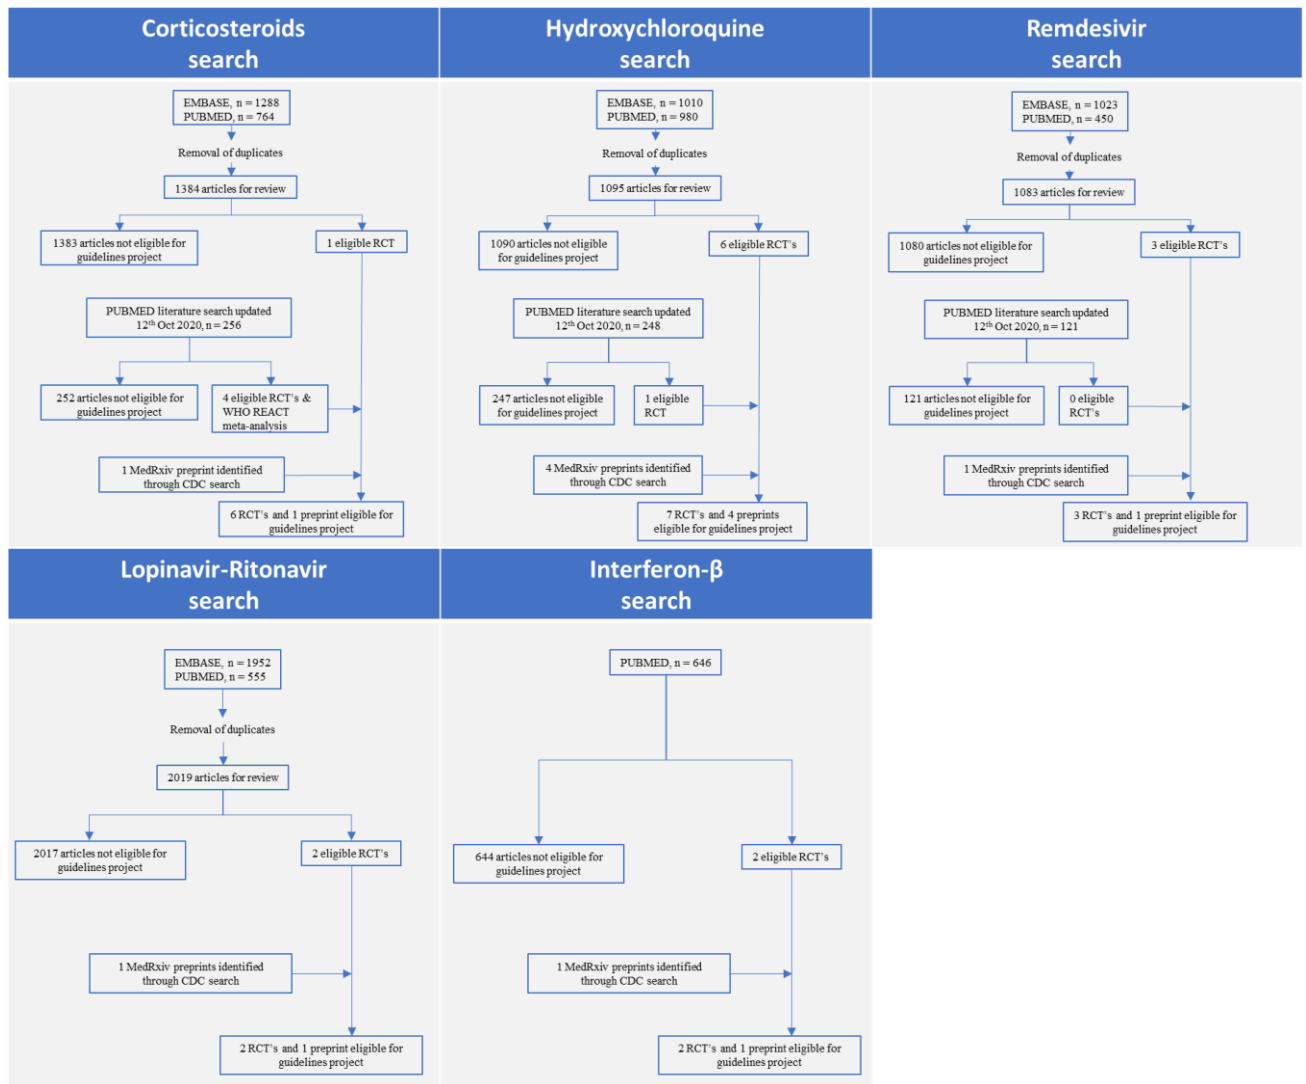 Corticosteroids
search
EMBASE, n = 1288
PUBMED, n = 764
Removal of duplicates
1384 articles for review
1383 articles not eligible for
guidelines project
1 eligible RCT
PUBMED literature search updated
12th Oct 2020, n = 256
252 articles not eligible for
guidelines project
4 eligible RCT's &
WHO REACT
meta-analysis
1 MedRxiv preprint identified
through CDC search
6 RCT's and 1 preprint eligible for
guidelines project
Hydroxychloroquine
search
EMBASE, n = 1010
PUBMED, n = 980
Removal of duplicates
1095 articles for review
1090 articles not eligible
for guidelines project
6 eligible RCT's
PUBMED literature search updated
12th Oct 2020, n = 248
247 articles not eligible
for guidelines project
1 eligible
RCT
4 MedRxiv preprints identified
through CDC search
7 RCT's and 4 preprints
eligible for guidelines project
Remdesivir
search
EMBASE, n = 1023
PUBMED, n = 450
Removal of duplicates
1083 articles for review
1080 articles not eligible for
guidelines project
3 eligible RCT's
PUBMED literature search updated
12th Oct 2020, n = 121
121 articles not eligible for
guidelines project
0 eligible
RCT's
1 MedRxiv preprints identified
through CDC search
3 RCT's and 1 preprint eligible for
guidelines project
Lopinavir-Ritonavir
search
EMBASE, n = 1952
PUBMED, n = 555
Removal of duplicates
2019 articles for review
2017 articles not eligible for
guidelines project
2 eligible RCT's
1 MedRxiv preprints identified
through CDC search
2 RCT's and 1 preprint eligible for
guidelines project
Interferon-β
search
PUBMED, n = 646
644 articles not eligible for
guidelines project
2 eligible RCT's
1 MedRxiv preprints identified
through CDC search
2 RCT's and 1 preprint eligible for
guidelines project